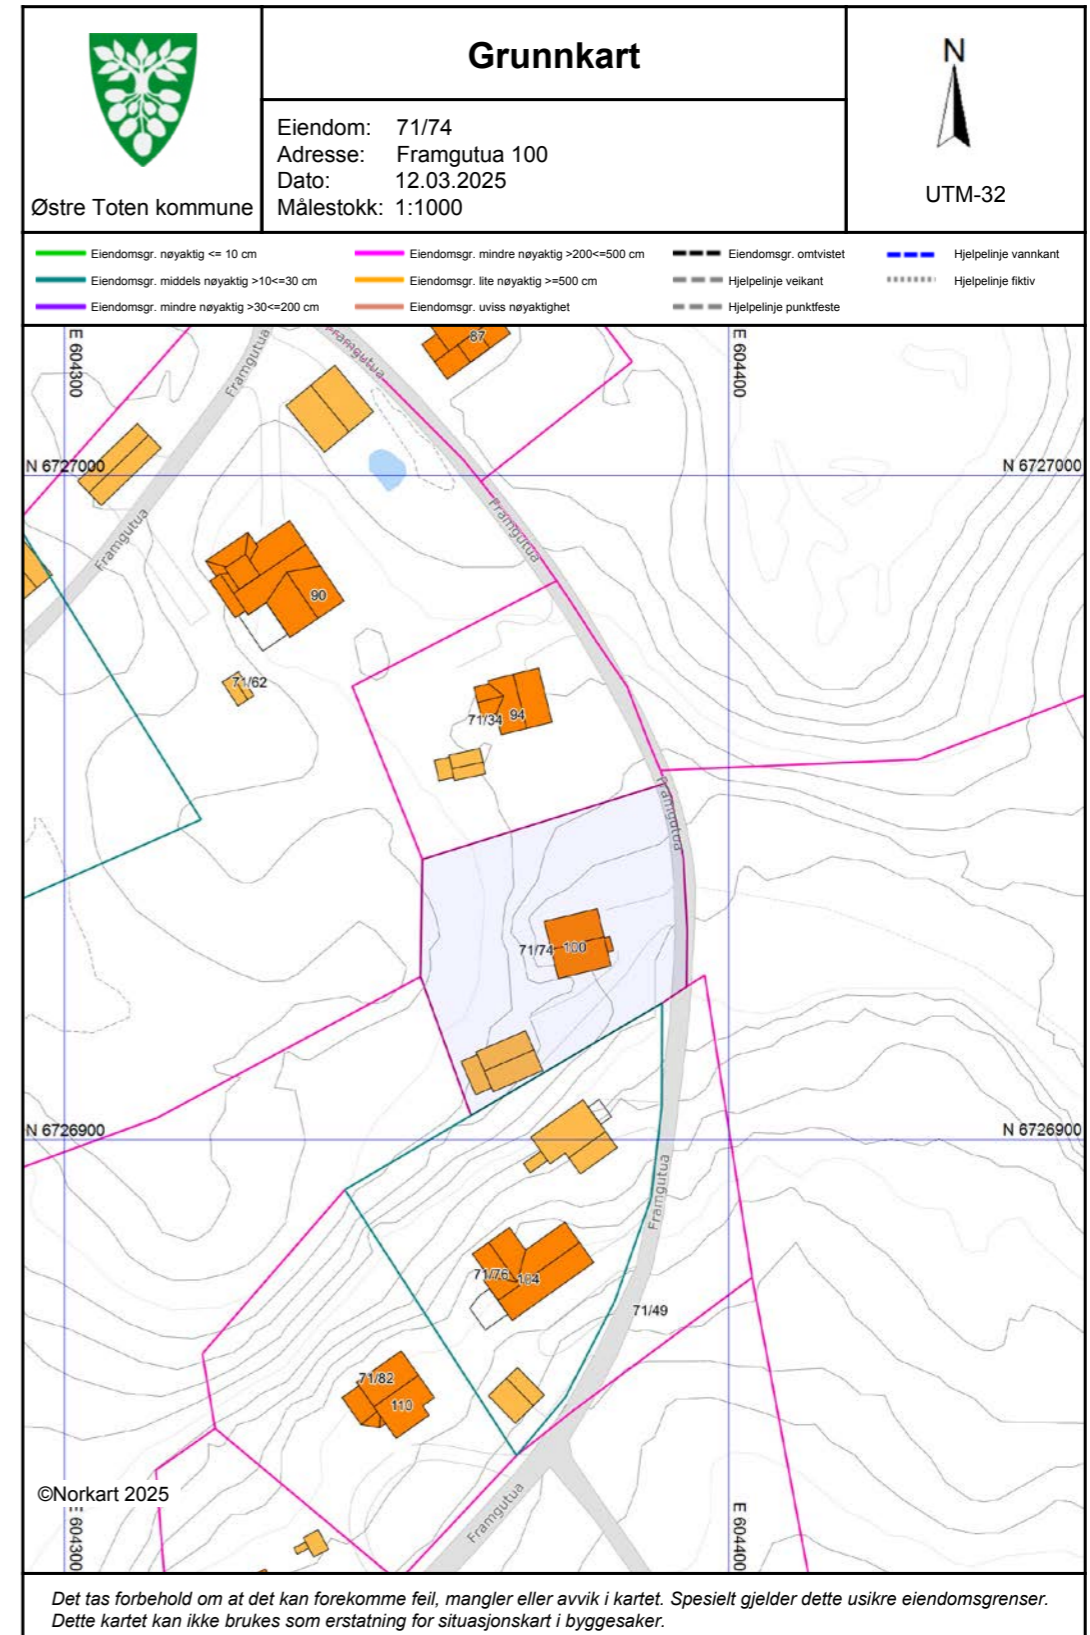 Grunnkart
Eiendom: 71/74
Adresse: Framgutua 100
Dato: 12.03.2025
Målestokk: 1:1000
Østre Toten kommune
N
UTM-32
Eiendomsgr. nøyaktig <= 10 cm
Eiendomsgr. middels nøyaktig >10<=30 cm
Eiendomsgr. mindre nøyaktig >30<=200 cm
Eiendomsgr. mindre nøyaktig >200<=500 cm
Eiendomsgr. lite nøyaktig >=500 cm
Eiendomsgr. uviss nøyaktighet
Eiendomsgr. omtvistet
Hjelpelinje veikant
Hjelpelinje punktfeste
Hjelpelinje vannkant
Hjelpelinje fiktiv
E 604300
Framgutua
Framgutua
87
E 604400
N 6727000
N 6727000
Framgutua
Framgutua
90
71/62
71/34 94
Framgutua
71/74 100
N 6726900
N 6726900
Framgutua
71/76 104
71/49
71/82
110
©Norkart 2025
E 604300
Framgutua
E 604400
Det tas forbehold om at det kan forekomme feil, mangler eller avvik i kartet. Spesielt gjelder dette usikre eiendomsgrenser.
Dette kartet kan ikke brukes som erstatning for situasjonskart i byggesaker.